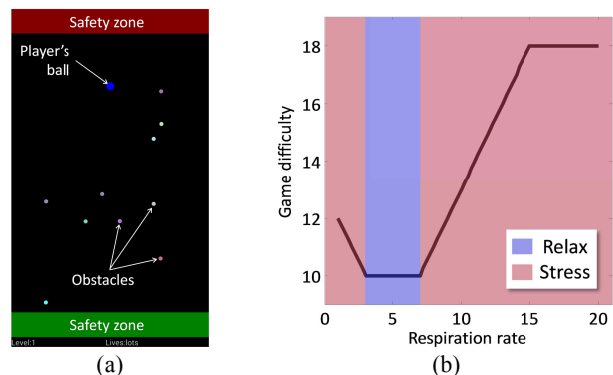 Safety zone
Player's
ball
Obstacles
Safety zone
Level:1 Lives:lots
(a)
Game difficulty
18
16
14
12
10
0 5 10 15 20
Respiration rate
Relax
Stress
(b)